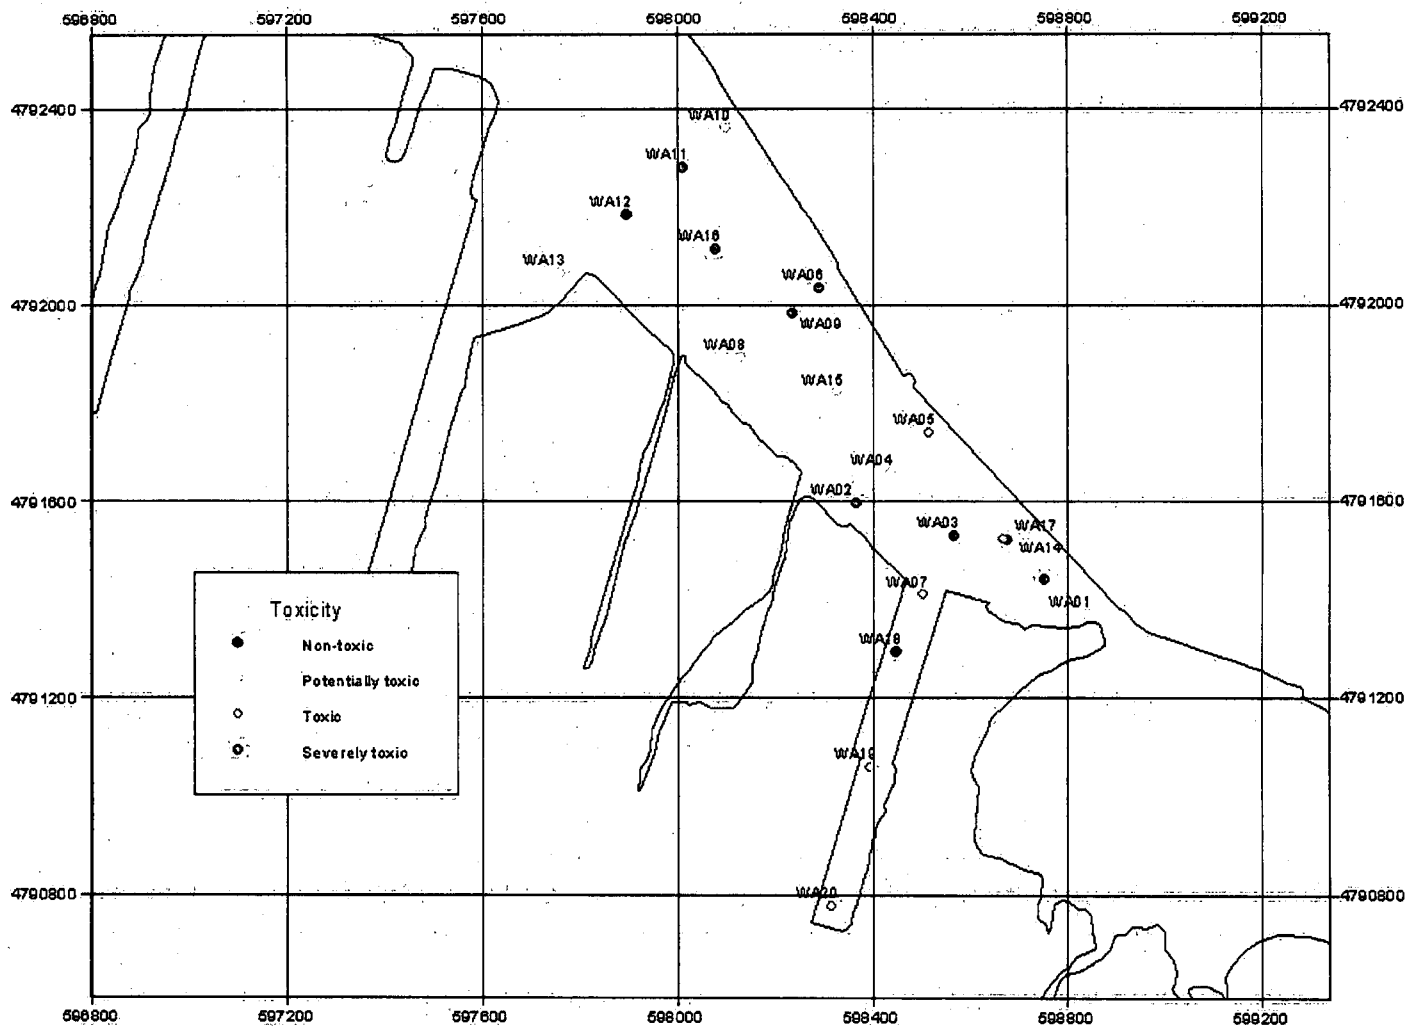 596800 597200 597600 598000 598400 598800 599200
4792400 4792400
WA10
WA11
WA12
WA16
WA13
WA06
4792000 4792000
WA09
WA08
WA15
WA05
WA04
WA02
4791600 4791600
WA03 WA17
WA14
WA07
WA01
Toxicity
Non-toxic
WA18
Potentially toxic
4791200 4791200
Toxic
Severely toxic
WA19
WA20
4790800 4790800
596800 597200 597600 598000 598400 598800 599200